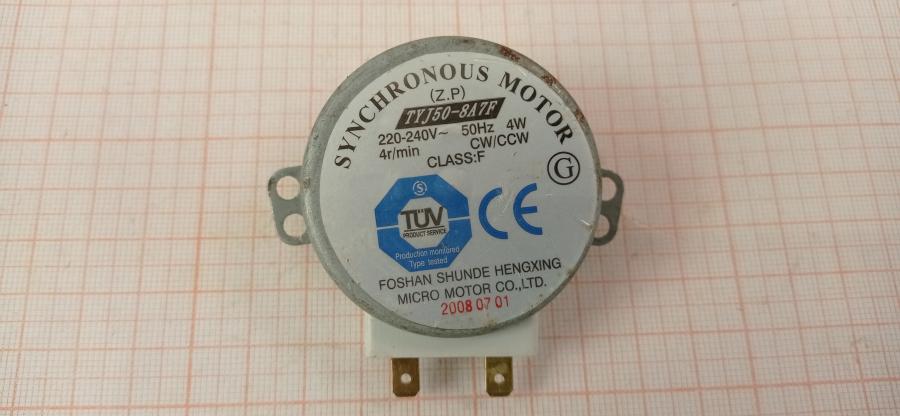 SYNCHRONOUS MOTOR
(Z.P)
TYJ50-8A7F
220-240V~ 50Hz 4W
4r/min CW/CCW
CLASS:F
G
S
TÜV
PRODUCT SERVICE
CE
Production monitored
Type tested
FOSHAN SHUNDE HENGXING
MICRO MOTOR CO.,LTD.
2008 07 01